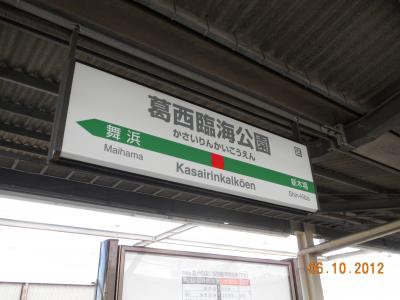 葛西臨海公園
かさいりんかいこうえん
舞浜
Maihama
Kasairinkaikōen
新木場
Shin-Kiba
06.10.2012